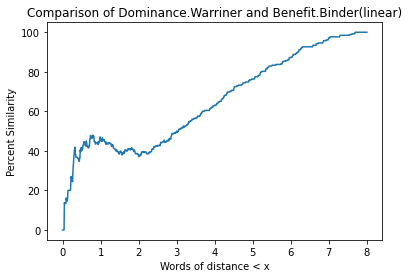 Comparison of Dominance.Warriner and Benefit.Binder(linear)
Percent Similarity
100
80
60
40
20
0
0 1 2 3 4 5 6 7 8
Words of distance < x